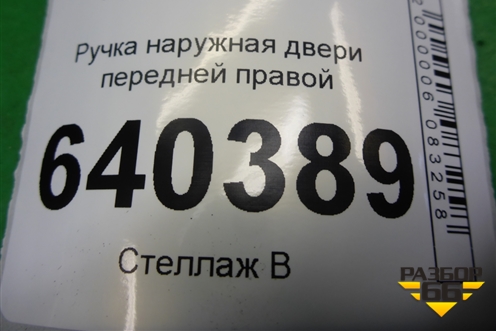 Ручка наружная двери
передней правой
640389
Стеллаж В
2000006083258
РАЗБОР
66